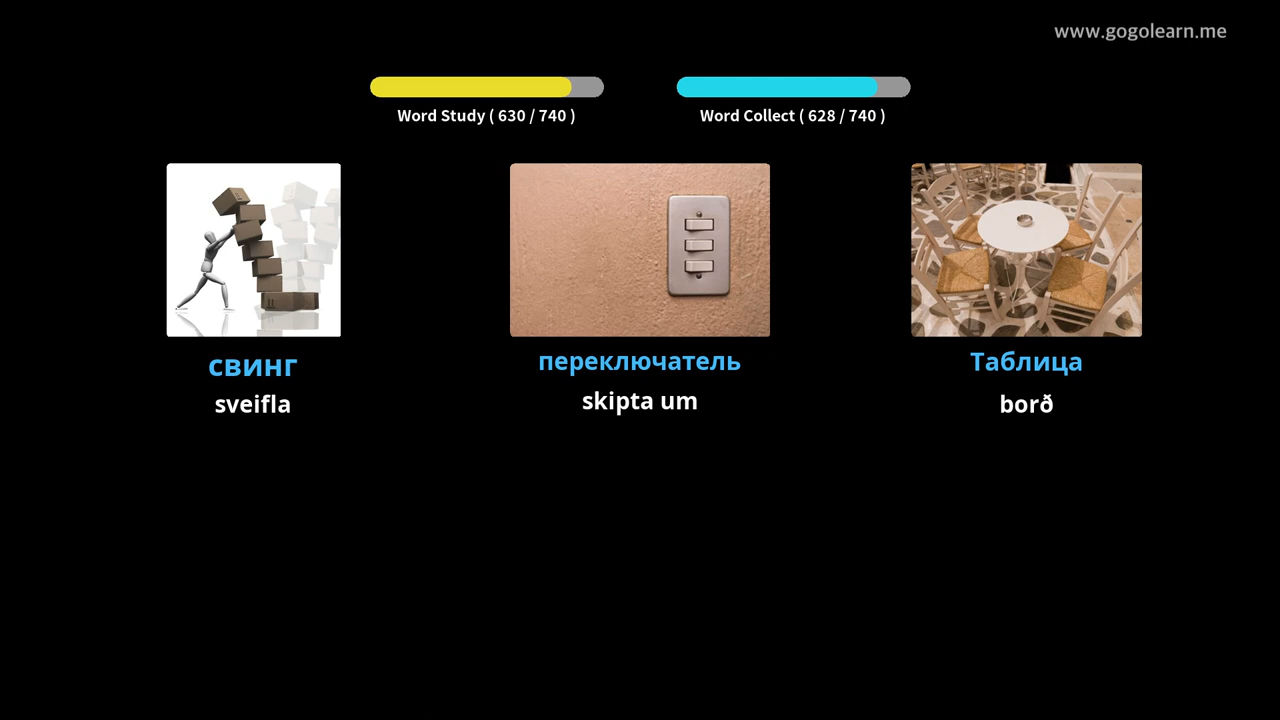 www.gogolearn.me
Word Study ( 630 / 740 )
Word Collect ( 628 / 740 )
свинг
sveifla
переключатель
skipta um
Таблица
borð